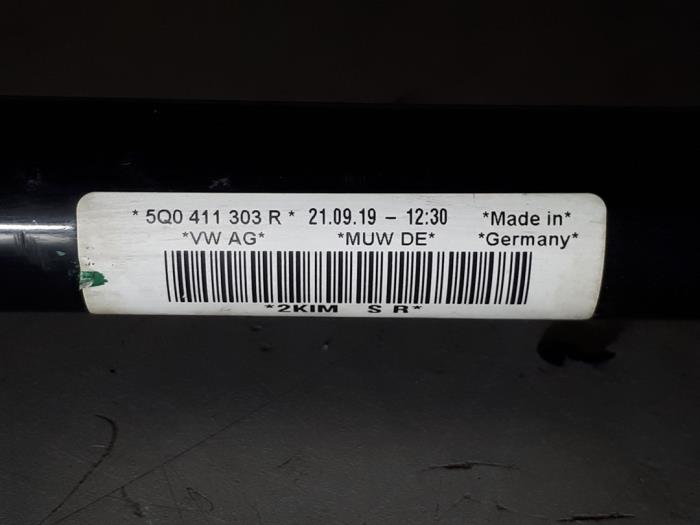 * 5Q0 411 303 R * 21.09.19 - 12:30 *Made in*
*VW AG* *MUW DE* *Germany*
*2KIM S R*